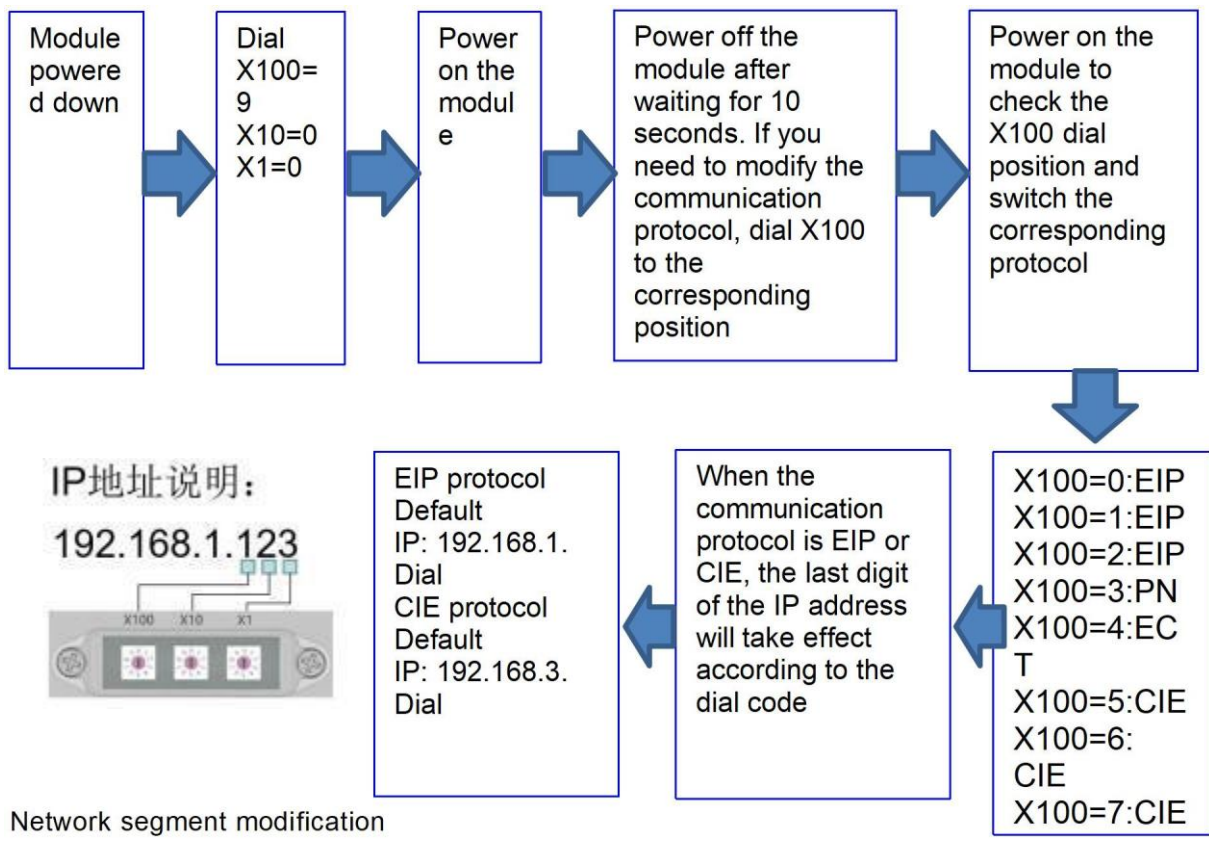 Module
powere
d down
Dial
X100=
9
X10=0
X1=0
Power
on the
modul
e
Power off the
module after
waiting for 10
seconds. If you
need to modify the
communication
protocol, dial X100
to the
corresponding
position
Power on the
module to
check the
X100 dial
position and
switch the
corresponding
protocol
X100=0:EIP
X100=1:EIP
X100=2:EIP
X100=3:PN
X100=4:EC
T
X100=5:CIE
X100=6:
CIE
X100=7:CIE
When the
communication
protocol is EIP or
CIE, the last digit
of the IP address
will take effect
according to the
dial code
EIP protocol
Default
IP: 192.168.1.
Dial
CIE protocol
Default
IP: 192.168.3.
Dial
IP地址说明：
192.168.1.123
X100 X10 X1
Network segment modification